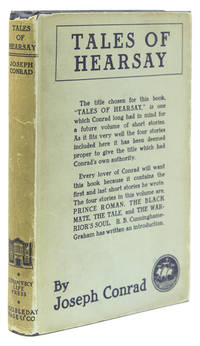 TALES
OF
HEARSAY
JOSEPH
CONRAD
COUNTRY
LIFE
PRESS
DOUBLEDAY
PAGE & CO.
TALES OF
HEARSAY
The title chosen for this book,
"TALES OF HEARSAY," is one
which Conrad long had in mind for
a future volume of short stories.
As it fits very well the four stories
included here it has been deemed
proper to give the title which had
Conrad's own authority.
Every lover of Conrad will want
this book because it contains the
first and last short stories he wrote.
The four stories in this volume are,
PRINCE ROMAN, THE BLACK
MATE, THE TALE, and THE WAR-
RIOR'S SOUL. R. B. Cunninghame-
Graham has written an introduction.
By
Joseph Conrad